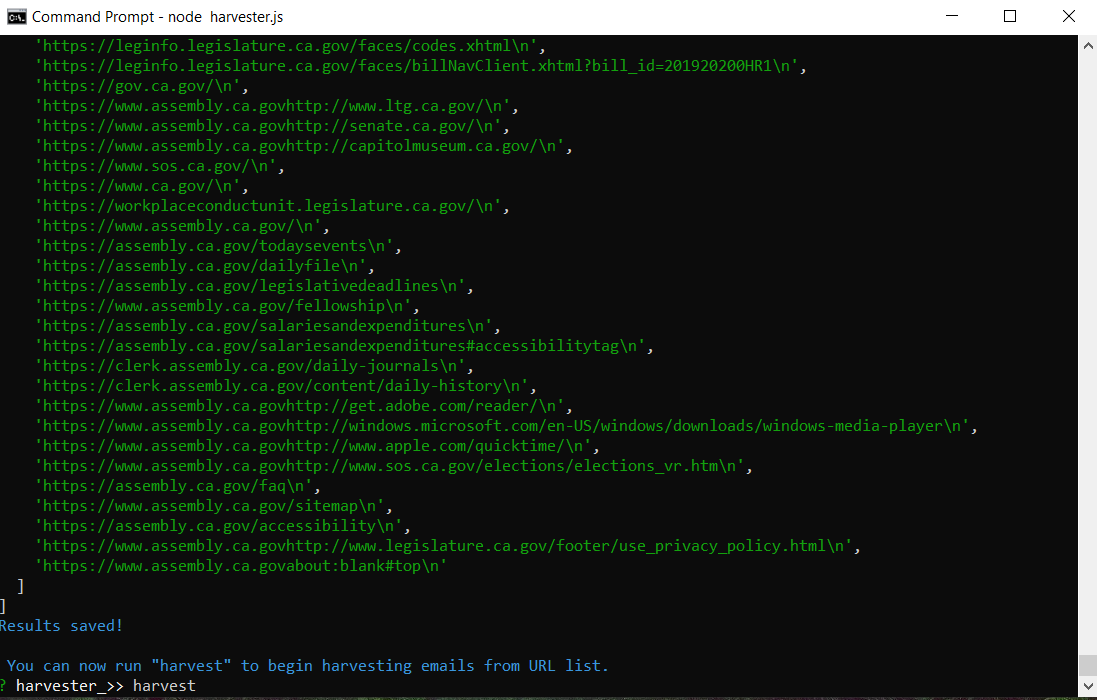 Command Prompt - node  harvester.js
'https://leginfo.legislature.ca.gov/faces/codes.xhtml\n',
'https://leginfo.legislature.ca.gov/faces/billNavClient.xhtml?bill_id=201920200HR1\n',
'https://gov.ca.gov/\n',
'https://www.assembly.ca.govhttp://www.ltg.ca.gov/\n',
'https://www.assembly.ca.govhttp://senate.ca.gov/\n',
'https://www.assembly.ca.govhttp://capitolmuseum.ca.gov/\n',
'https://www.sos.ca.gov/\n',
'https://www.ca.gov/\n',
'https://workplaceconductunit.legislature.ca.gov/\n',
'https://www.assembly.ca.gov/\n',
'https://assembly.ca.gov/todaysevents\n',
'https://assembly.ca.gov/dailyfile\n',
'https://assembly.ca.gov/legislativedeadlines\n',
'https://www.assembly.ca.gov/fellowship\n',
'https://assembly.ca.gov/salariesandexpenditures\n',
'https://assembly.ca.gov/salariesandexpenditures#accessibilitytag\n',
'https://clerk.assembly.ca.gov/daily-journals\n',
'https://clerk.assembly.ca.gov/content/daily-history\n',
'https://www.assembly.ca.govhttp://get.adobe.com/reader/\n',
'https://www.assembly.ca.govhttp://windows.microsoft.com/en-US/windows/downloads/windows-media-player\n',
'https://www.assembly.ca.govhttp://www.apple.com/quicktime/\n',
'https://www.assembly.ca.govhttp://www.sos.ca.gov/elections/elections_vr.htm\n',
'https://assembly.ca.gov/faq\n',
'https://www.assembly.ca.gov/sitemap\n',
'https://assembly.ca.gov/accessibility\n',
'https://www.assembly.ca.govhttp://www.legislature.ca.gov/footer/use_privacy_policy.html\n',
'https://www.assembly.ca.govabout:blank#top\n'
]
]
Results saved!
You can now run "harvest" to begin harvesting emails from URL list.
? harvester_>> harvest